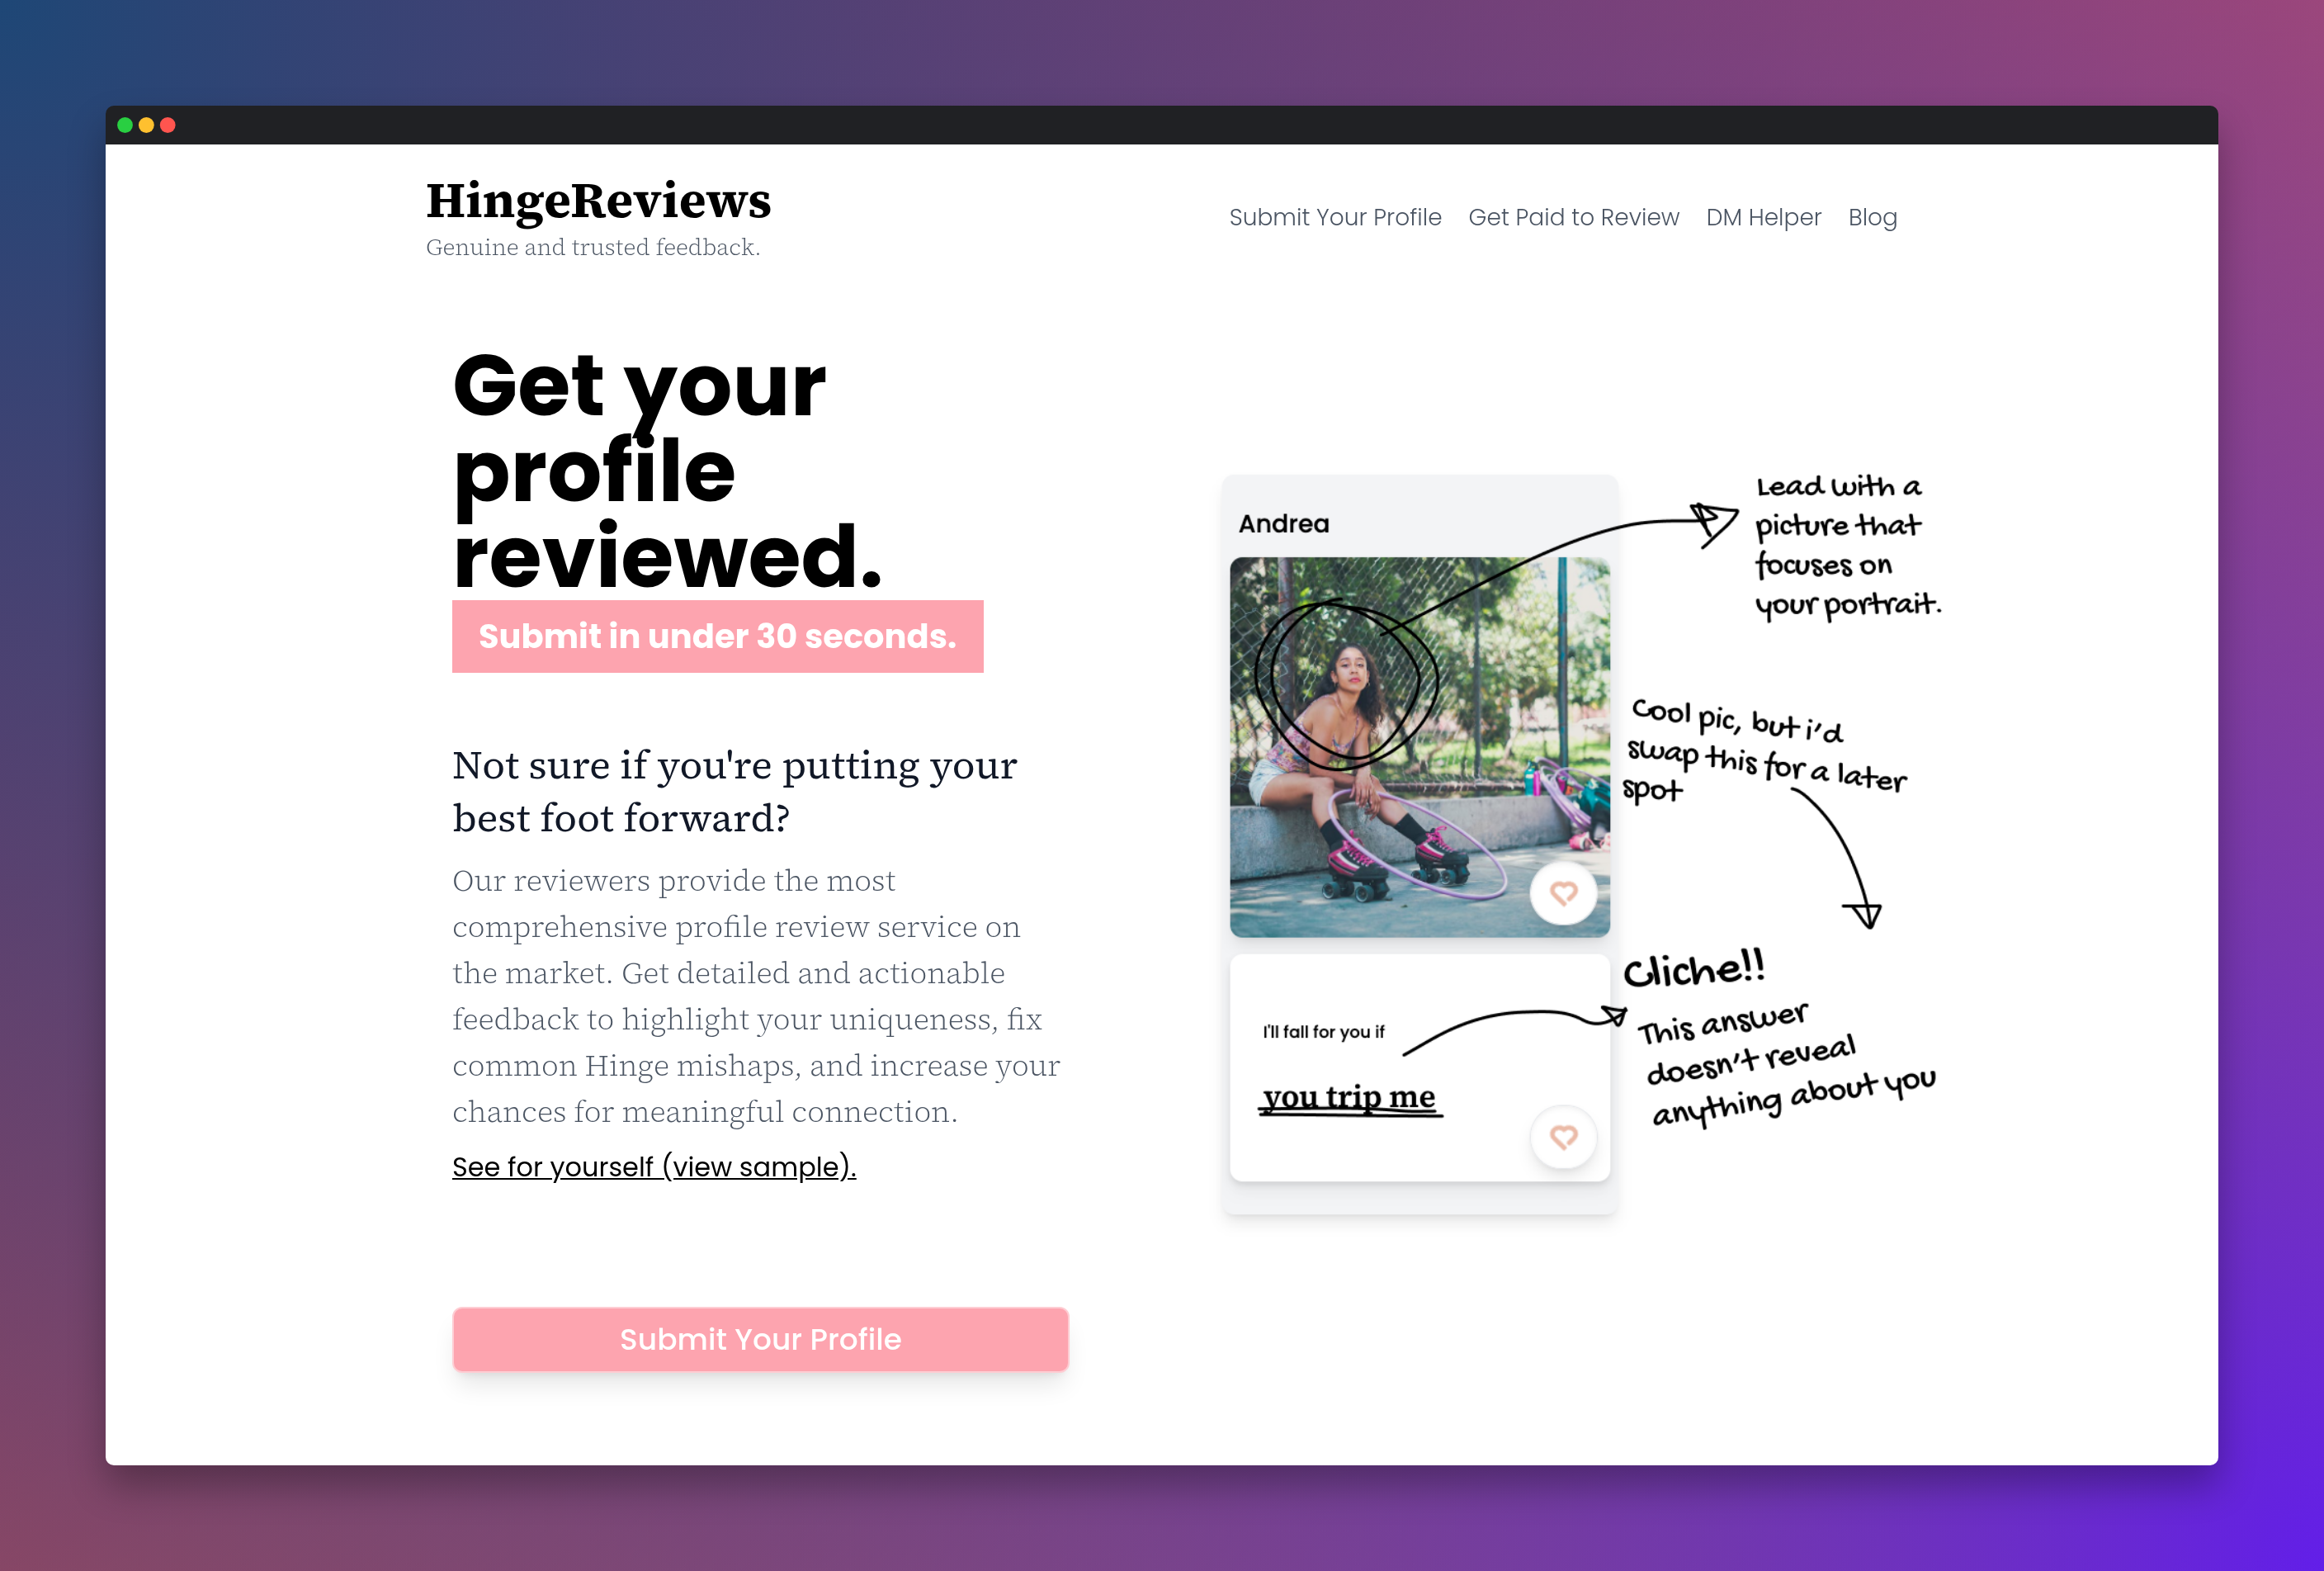 HingeReviews
Genuine and trusted feedback.
Submit Your Profile Get Paid to Review DM Helper Blog
Get your
profile
reviewed.
Submit in under 30 seconds.
Not sure if you're putting your
best foot forward?
Our reviewers provide the most
comprehensive profile review service on
the market. Get detailed and actionable
feedback to highlight your uniqueness, fix
common Hinge mishaps, and increase your
chances for meaningful connection.
See for yourself (view sample).
Submit Your Profile
Andrea
Lead with a
picture that
focuses on
your portrait.
Cool pic, but i'd
swap this for a later
spot
I'll fall for you if
you trip me
Cliche!!
This answer
doesn't reveal
anything about you